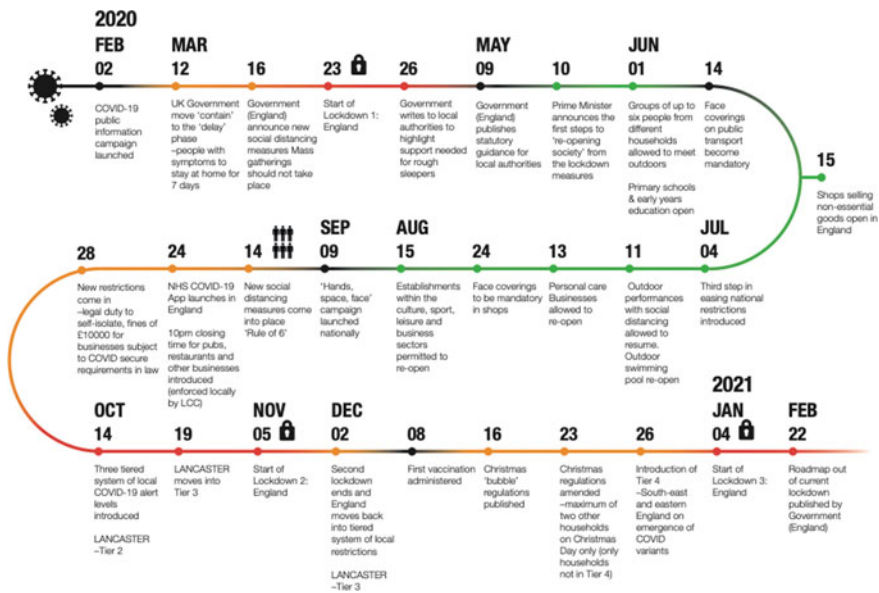 2020
FEB
02
COVID-19
public
information
campaign
launched
MAR
12
UK Government
move ‘contain’
to the ‘delay’
phase
–people with
symptoms to
stay at home for
7 days
16
Government
(England)
announce new
social distancing
measures Mass
gatherings
should not take
place
23
Start of
Lockdown 1:
England
26
Government
writes to local
authorities to
highlight
support needed
for rough
sleepers
MAY
09
Government
(England)
publishes
statutory
guidance for
local authorities
10
Prime Minister
announces the
first steps to
‘re-opening
society’ from
the lockdown
measures
JUN
01
Groups of up to
six people from
different
households
allowed to meet
outdoors
Primary schools
& early years
education open
14
Face
coverings
on public
transport
become
mandatory
15
Shops selling
non-essential
goods open in
England
JUL
04
Third step in
easing national
restrictions
introduced
11
Outdoor
performances
with social
distancing
allowed to
resume.
Outdoor
swimming
pool re-open
13
Personal care
Businesses
allowed to
re-open
24
Face coverings
to be mandatory
in shops
AUG
15
Establishments
within the
culture, sport,
leisure and
business
sectors
permitted to
re-open
SEP
09
‘Hands,
space, face’
campaign
launched
nationally
14
New social
distancing
measures come
into place
‘Rule of 6’
24
NHS COVID-19
App launches in
England
10pm closing
time for pubs,
restaurants and
other businesses
introduced
(enforced locally
by LCC)
28
New restrictions
come in
–legal duty to
self-isolate, fines of
£10000 for
businesses subject
to COVID secure
requirements in law
OCT
14
Three tiered
system of local
COVID-19 alert
levels
introduced
LANCASTER
–Tier 2
19
LANCASTER
moves into
Tier 3
NOV
05
Start of
Lockdown 2:
England
DEC
02
Second
lockdown
ends and
England
moves back
into tiered
system of local
restrictions
LANCASTER
–Tier 3
08
First vaccination
administered
16
Christmas
‘bubble’
regulations
published
23
Christmas
regulations
amended
–maximum of
two other
households
on Christmas
Day only (only
households
not in Tier 4)
26
Introduction of
Tier 4
–South-east
and eastern
England on
emergence of
COVID
variants
2021
JAN
04
Start of
Lockdown 3:
England
FEB
22
Roadmap out
of current
lockdown
published by
Government
(England)